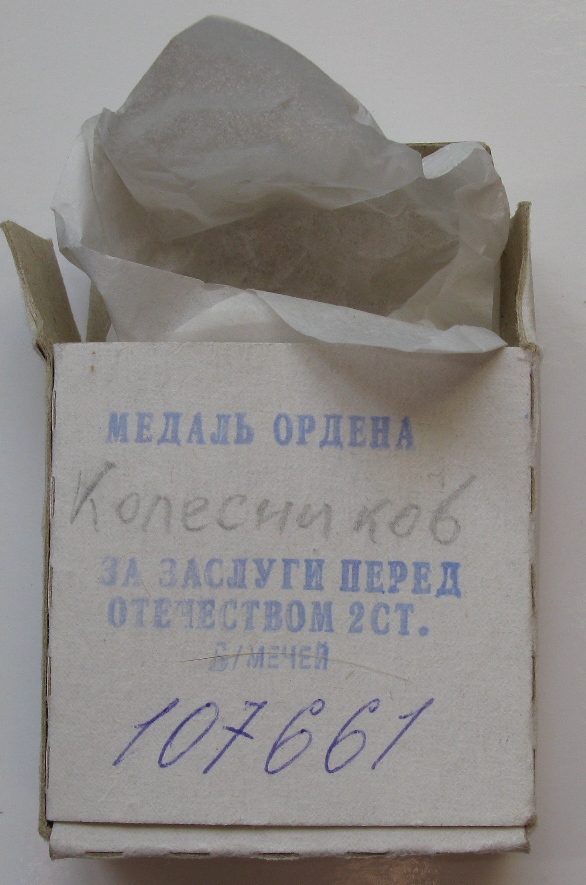 МЕДАЛЬ ОРДЕНА
Колесников
ЗА ЗАСЛУГИ ПЕРЕД
ОТЕЧЕСТВОМ 2СТ.
Б/МЕЧЕЙ
107661